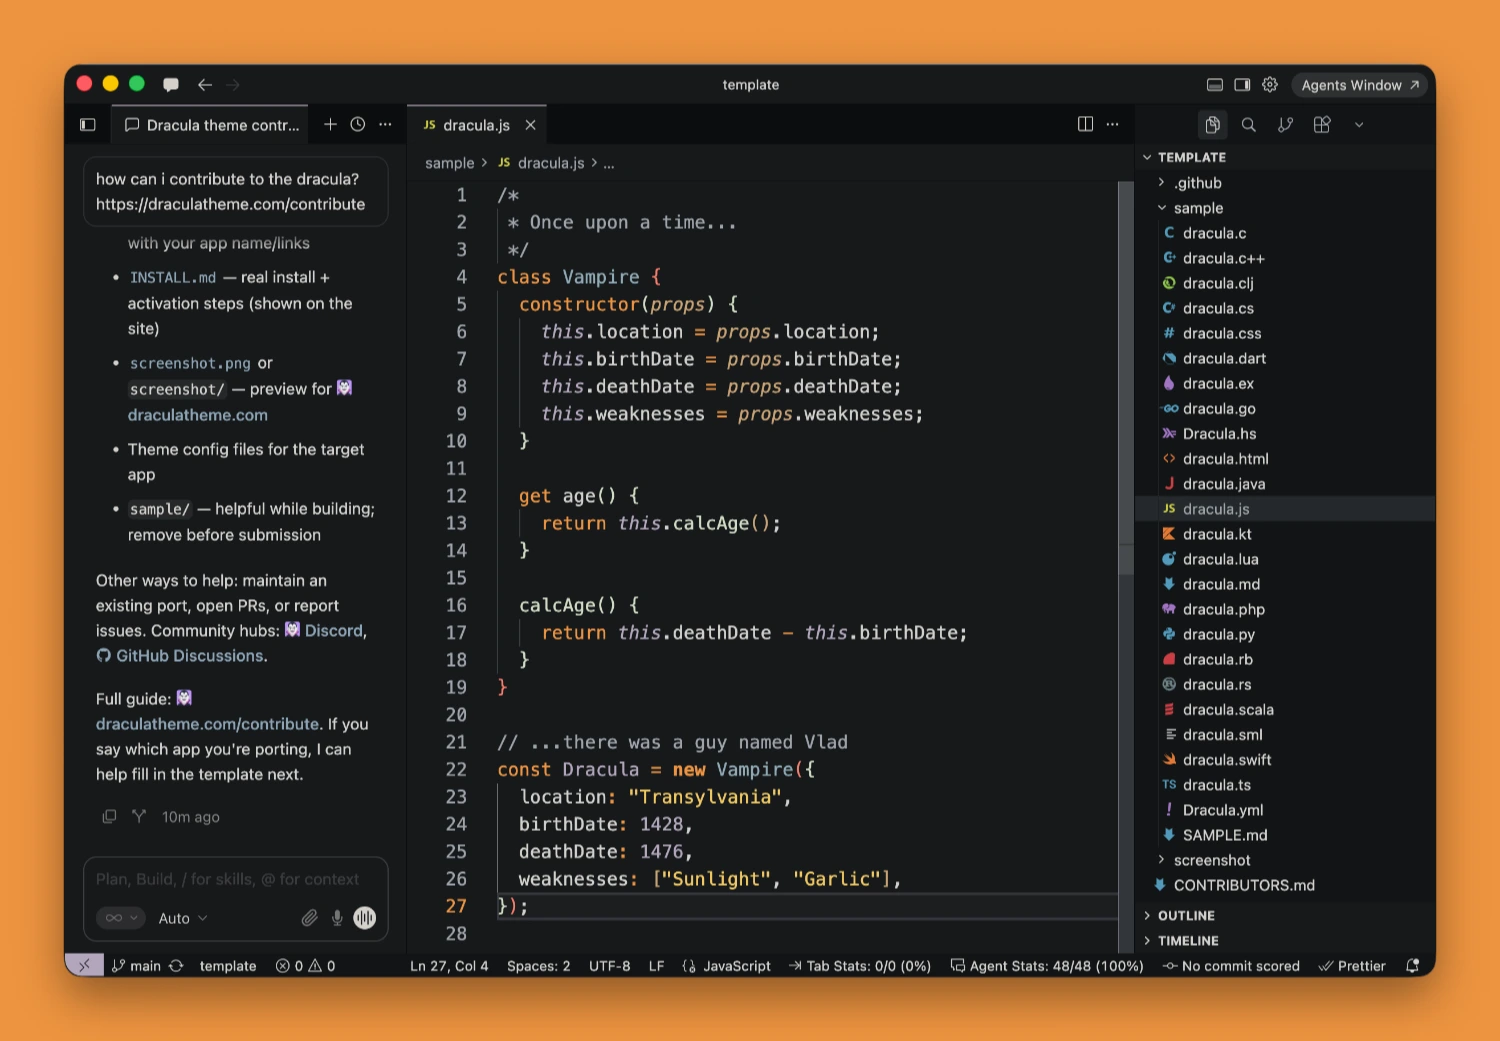 template
Agents Window ↗
Dracula theme contr...
JS dracula.js
how can i contribute to the dracula?
https://draculatheme.com/contribute
with your app name/links
• INSTALL.md — real install +
activation steps (shown on the
site)
• screenshot.png or
screenshot/ — preview for
draculatheme.com
• Theme config files for the target
app
• sample/ — helpful while building;
remove before submission
Other ways to help: maintain an
existing port, open PRs, or report
issues. Community hubs: Discord,
GitHub Discussions.
Full guide:
draculatheme.com/contribute. If you
say which app you're porting, I can
help fill in the template next.
10m ago
Plan, Build, / for skills, @ for context
Auto
sample > JS dracula.js > ...
1 /*
2  * Once upon a time...
3  */
4 class Vampire {
5   constructor(props) {
6     this.location = props.location;
7     this.birthDate = props.birthDate;
8     this.deathDate = props.deathDate;
9     this.weaknesses = props.weaknesses;
10   }
11
12   get age() {
13     return this.calcAge();
14   }
15
16   calcAge() {
17     return this.deathDate - this.birthDate;
18   }
19 }
20
21 // ...there was a guy named Vlad
22 const Dracula = new Vampire({
23   location: "Transylvania",
24   birthDate: 1428,
25   deathDate: 1476,
26   weaknesses: ["Sunlight", "Garlic"],
27 });
28
TEMPLATE
.github
sample
C dracula.c
C+ dracula.c++
dracula.clj
C# dracula.cs
# dracula.css
dracula.dart
dracula.ex
GO dracula.go
Dracula.hs
<> dracula.html
J dracula.java
JS dracula.js
dracula.kt
dracula.lua
dracula.md
dracula.php
dracula.py
dracula.rb
dracula.rs
dracula.scala
dracula.sml
dracula.swift
TS dracula.ts
! Dracula.yml
SAMPLE.md
screenshot
CONTRIBUTORS.md
OUTLINE
TIMELINE
main
template
0 0
Ln 27, Col 4
Spaces: 2
UTF-8
LF
{} JavaScript
Tab Stats: 0/0 (0%)
Agent Stats: 48/48 (100%)
No commit scored
Prettier